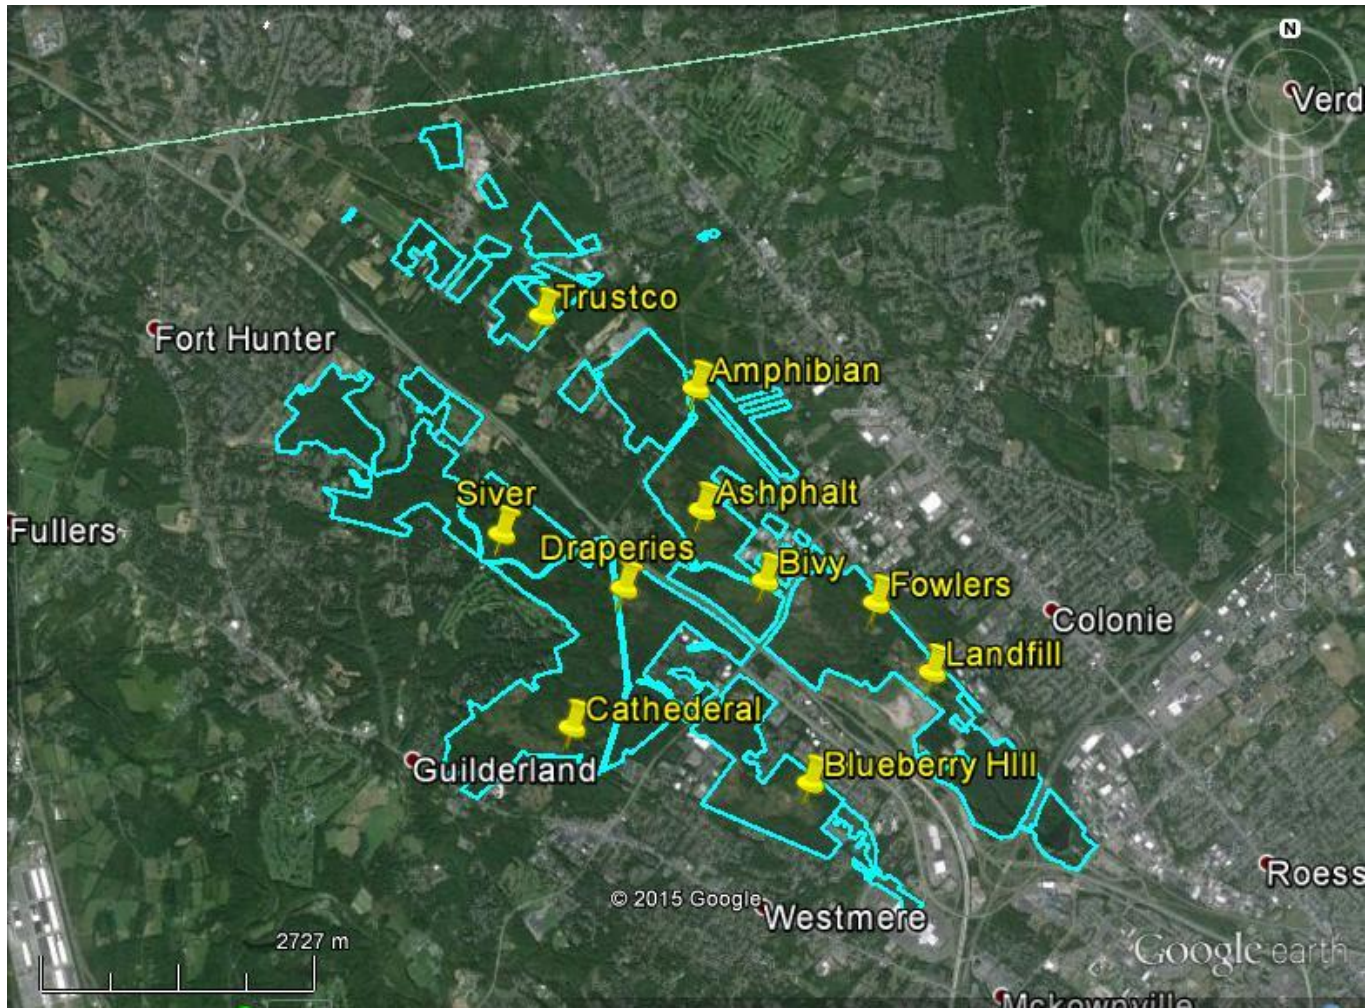 N
Verd
Trustco
Fort Hunter
Amphibian
Siver
Ashphalt
Fullers
Draperies
Bivy
Fowlers
Colonie
Landfill
Cathederal
Guilderland
Blueberry HIll
Roess
© 2015 Google
Westmere
2727 m
Google earth
Mckownville